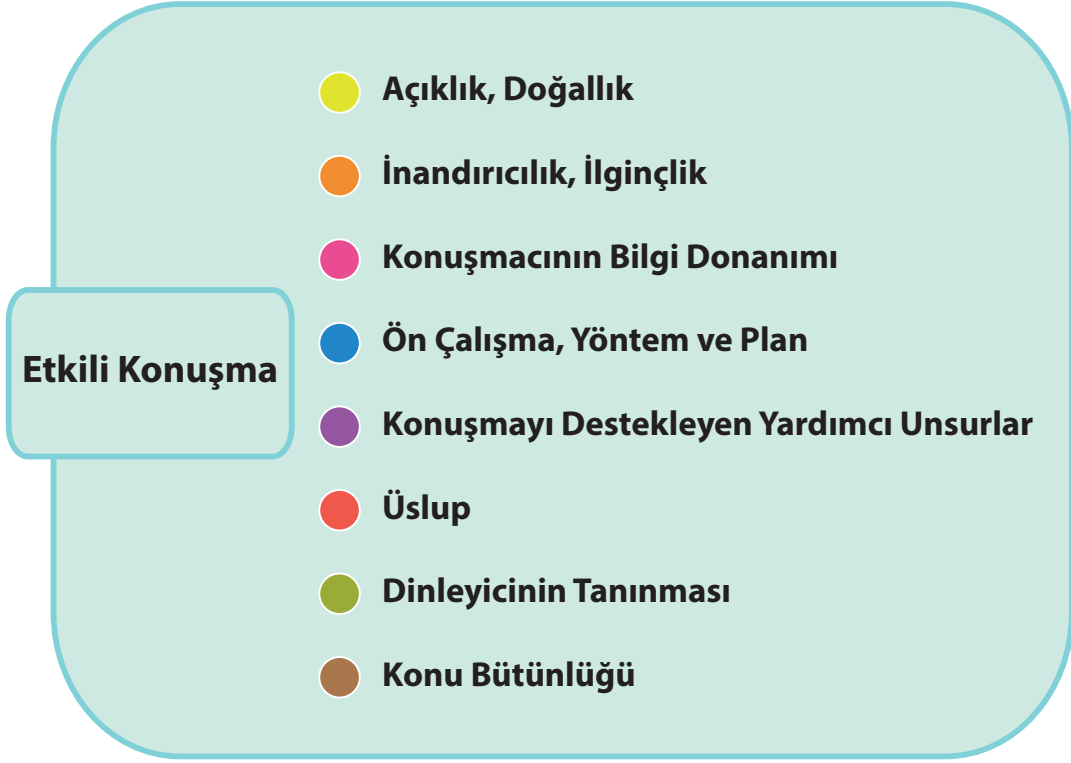 Etkili Konuşma
Açıklık, Doğallık
İnandırıcılık, İlginçlik
Konuşmacının Bilgi Donanımı
Ön Çalışma, Yöntem ve Plan
Konuşmayı Destekleyen Yardımcı Unsurlar
Üslup
Dinleyicinin Tanınması
Konu Bütünlüğü